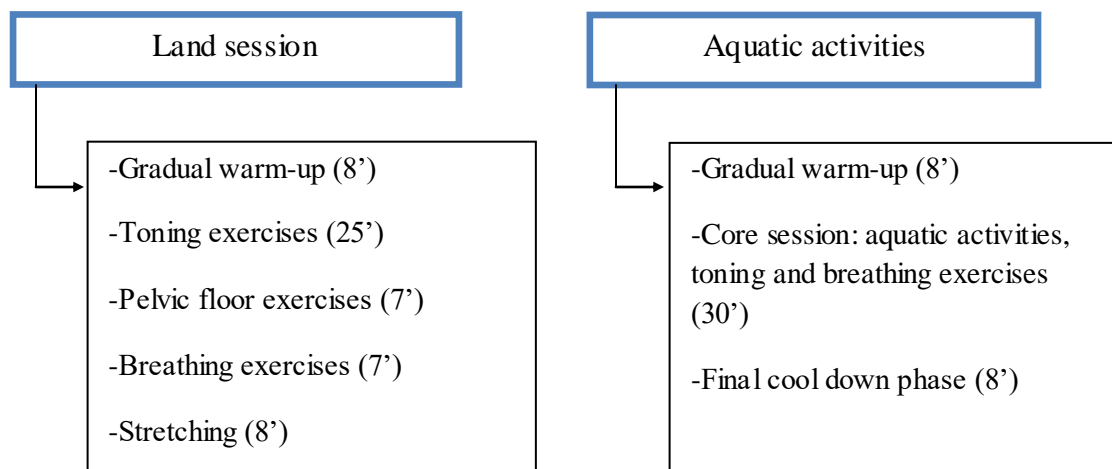 Land session
-Gradual warm-up (8’)
-Toning exercises (25’)
-Pelvic floor exercises (7’)
-Breathing exercises (7’)
-Stretching (8’)
Aquatic activities
-Gradual warm-up (8’)
-Core session: aquatic activities,
toning and breathing exercises
(30’)
-Final cool down phase (8’)